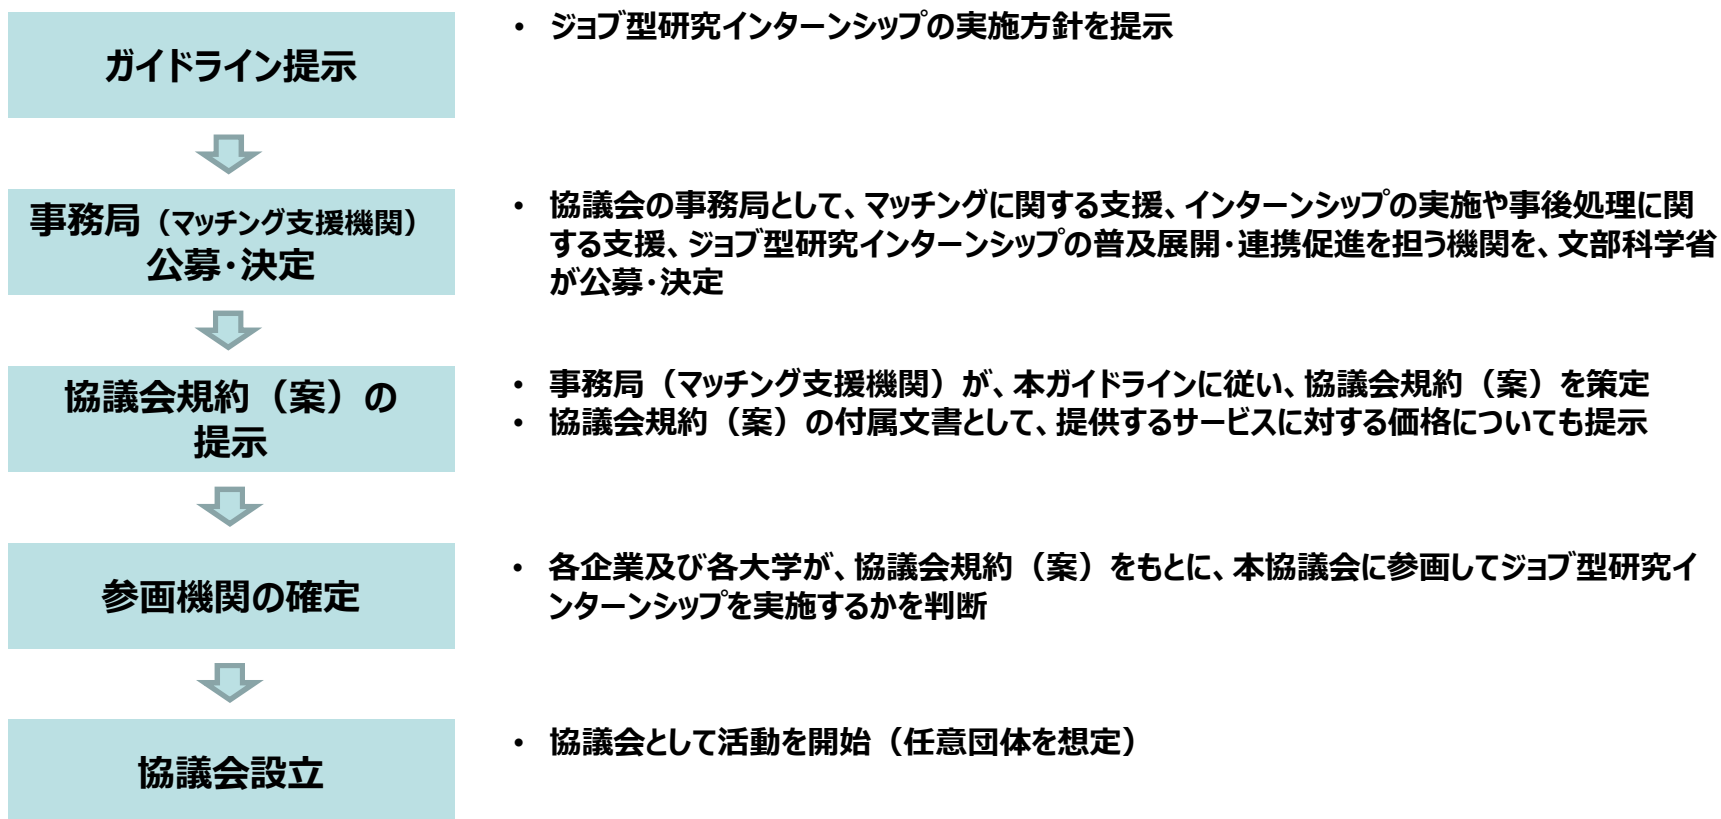 ガイドライン提示
• ジョブ型研究インターンシップの実施方針を提示
事務局（マッチング支援機関）
公募・決定
• 協議会の事務局として、マッチングに関する支援、インターンシップの実施や事後処理に関
する支援、ジョブ型研究インターンシップの普及展開・連携促進を担う機関を、文部科学省
が公募・決定
協議会規約（案）の
提示
• 事務局（マッチング支援機関）が、本ガイドラインに従い、協議会規約（案）を策定
• 協議会規約（案）の付属文書として、提供するサービスに対する価格についても提示
参画機関の確定
• 各企業及び各大学が、協議会規約（案）をもとに、本協議会に参画してジョブ型研究イ
ンターンシップを実施するかを判断
協議会設立
• 協議会として活動を開始（任意団体を想定）